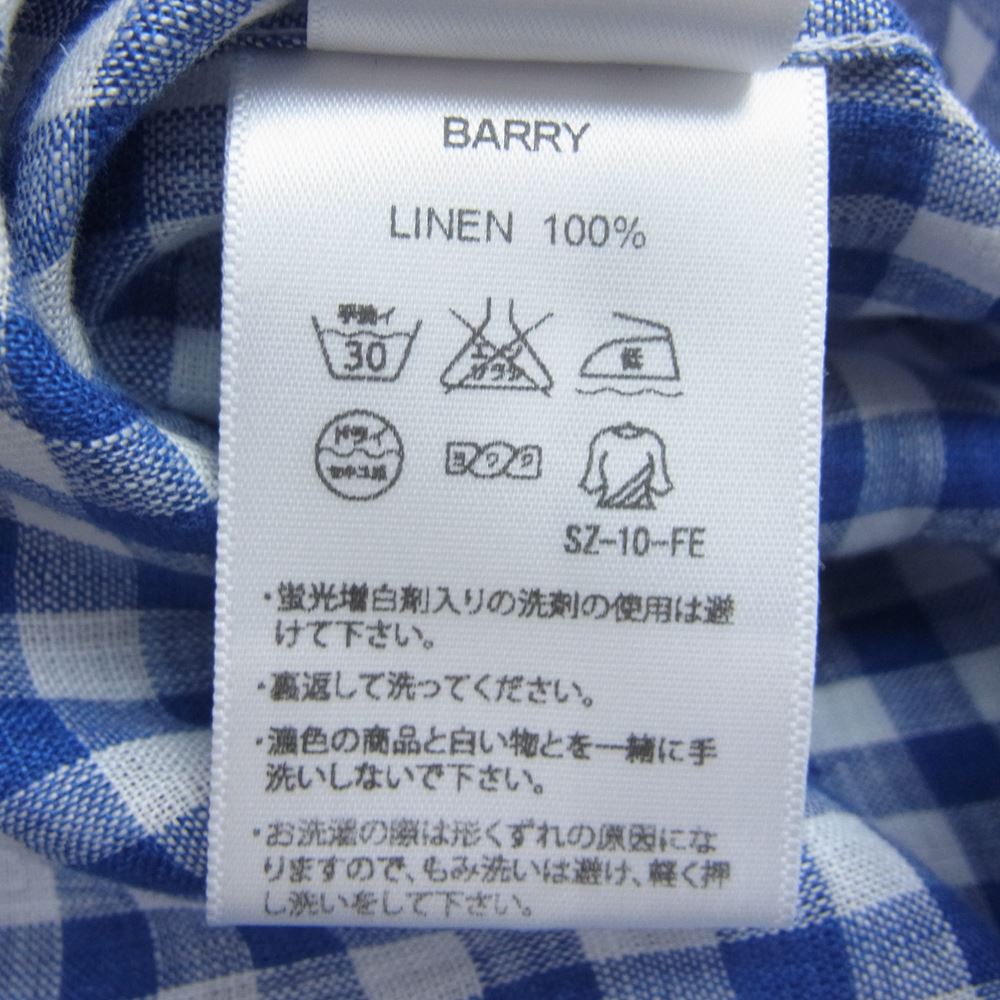 BARRY
LINEN 100%
手洗イ
30
エンソ
サラシ
低
ドライ
セキユ系
ヨワク
SZ-10-FE
・蛍光増白剤入りの洗剤の使用は避
けて下さい。
・裏返して洗ってください。
・濃色の商品と白い物とを一緒に手
洗いしないで下さい。
・お洗濯の際は形くずれの原因にな
りますので、もみ洗いは避け、軽く押
し洗いをして下さい。